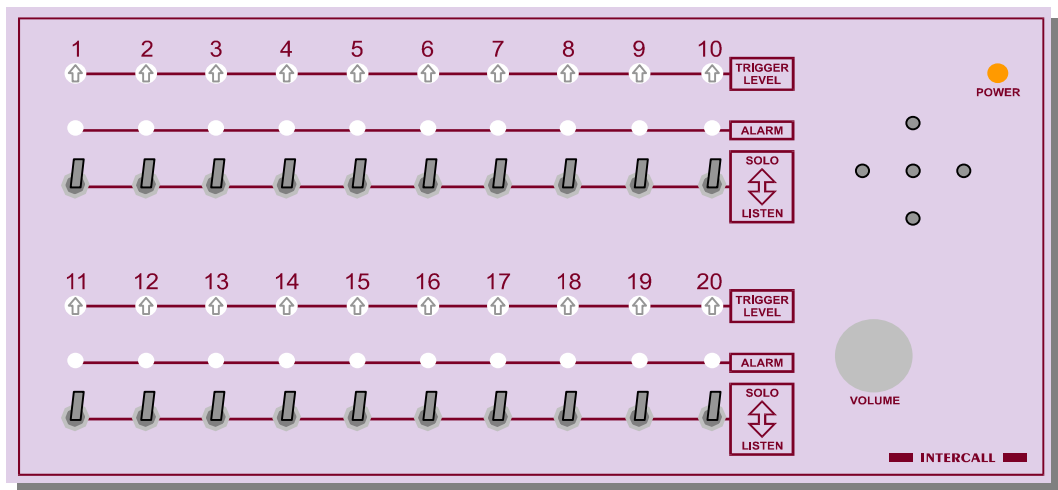 1 2 3 4 5 6 7 8 9 10
TRIGGER
LEVEL
POWER
ALARM
SOLO
LISTEN
11 12 13 14 15 16 17 18 19 20
TRIGGER
LEVEL
ALARM
SOLO
VOLUME
LISTEN
INTERCALL